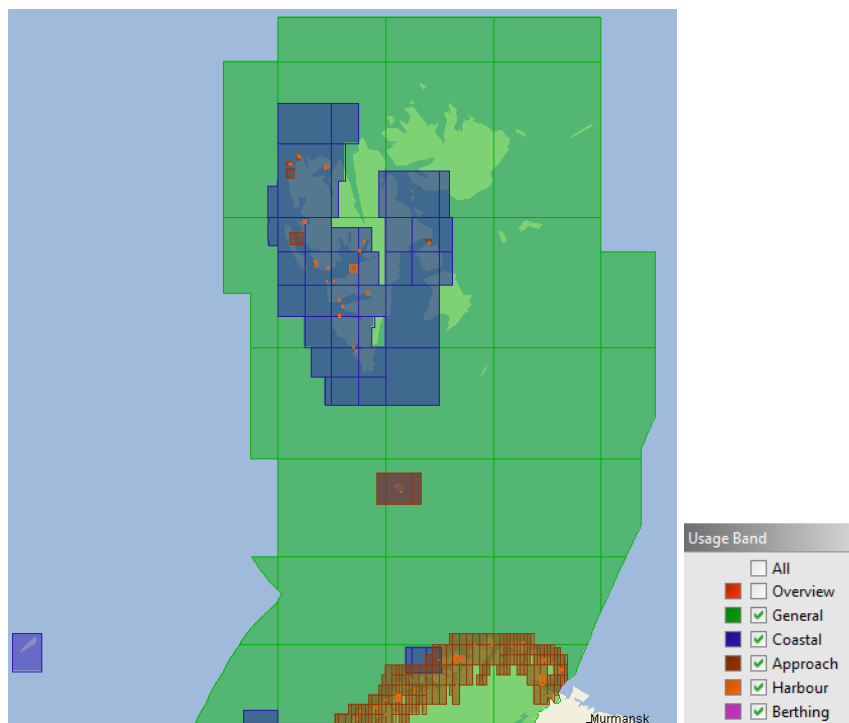 Murmansk
Usage Band
All
Overview
General
Coastal
Approach
Harbour
Berthing